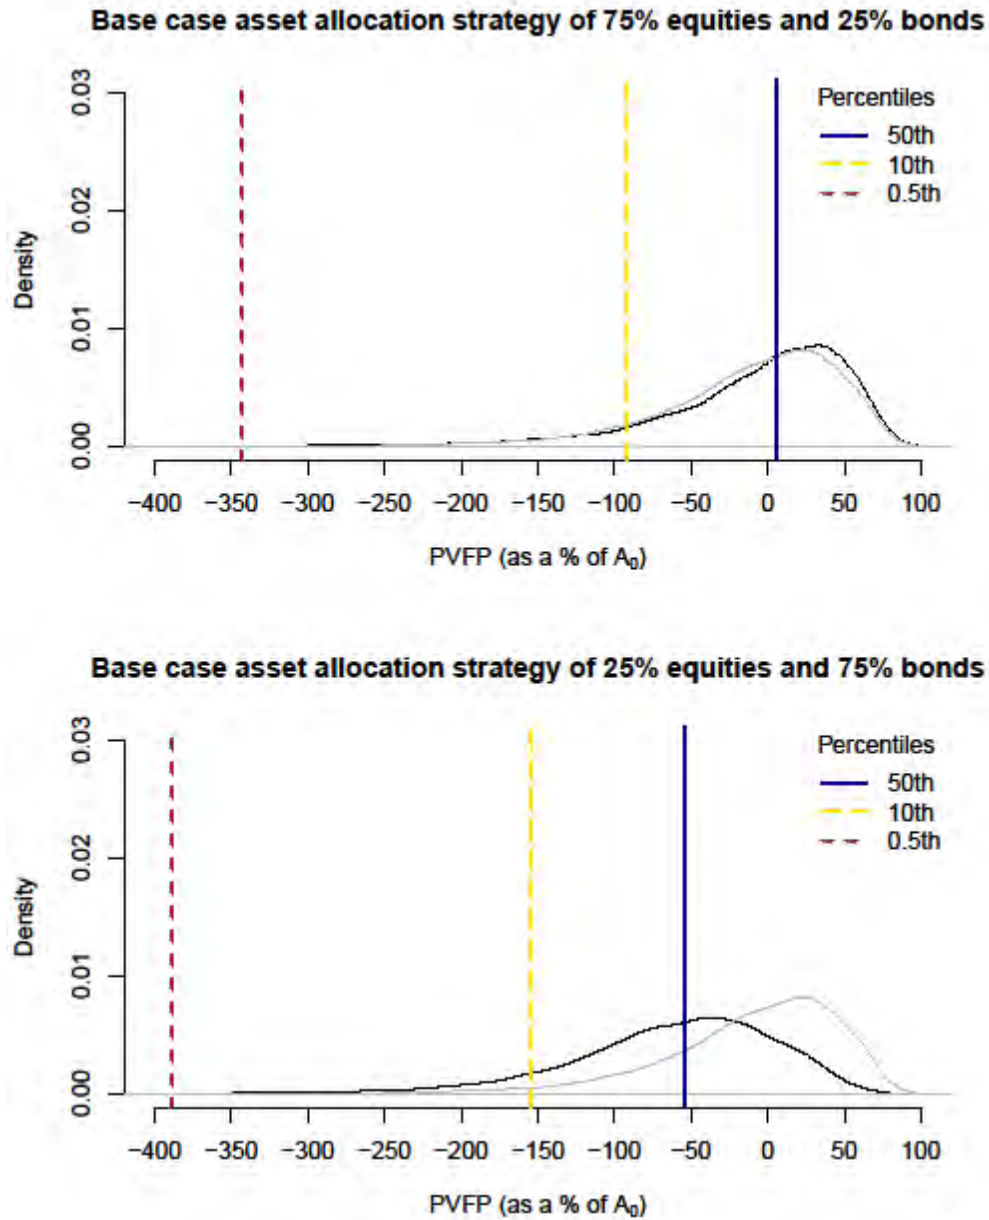 Base case asset allocation strategy of 75% equities and 25% bonds
Percentiles
50th
10th
0.5th
Density
0.03
0.02
0.01
0.00
−400 −350 −300 −250 −200 −150 −100 −50 0 50 100
PVFP (as a % of A₀)
Base case asset allocation strategy of 25% equities and 75% bonds
Percentiles
50th
10th
0.5th
Density
0.03
0.02
0.01
0.00
−400 −350 −300 −250 −200 −150 −100 −50 0 50 100
PVFP (as a % of A₀)